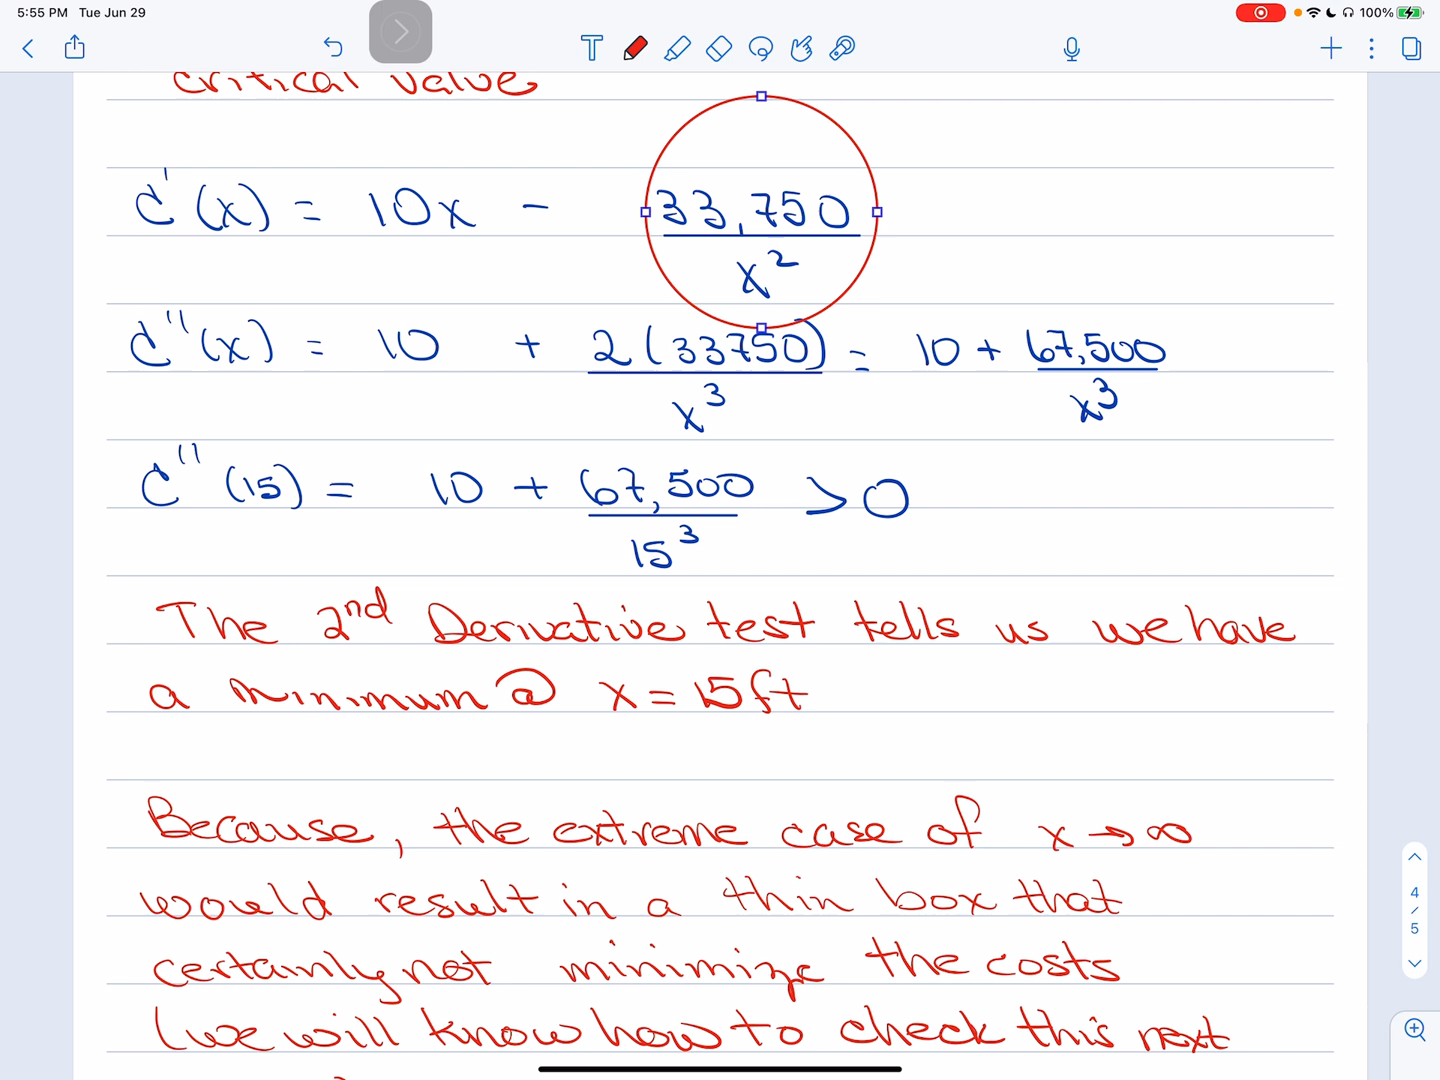 5:55 PM Tue Jun 29
100%
critical value
C'(x) = 10x - 33,750 / x²
C''(x) = 10 + 2(33750) / x³ = 10 + 67,500 / x³
C''(15) = 10 + 67,500 / 15³ > 0
The 2nd Derivative test tells us we have
a minimum @ x = 15ft
Because, the extreme case of x → ∞
would result in a thin box that
certainly not minimize the costs
(we will know how to check this next
4 / 5